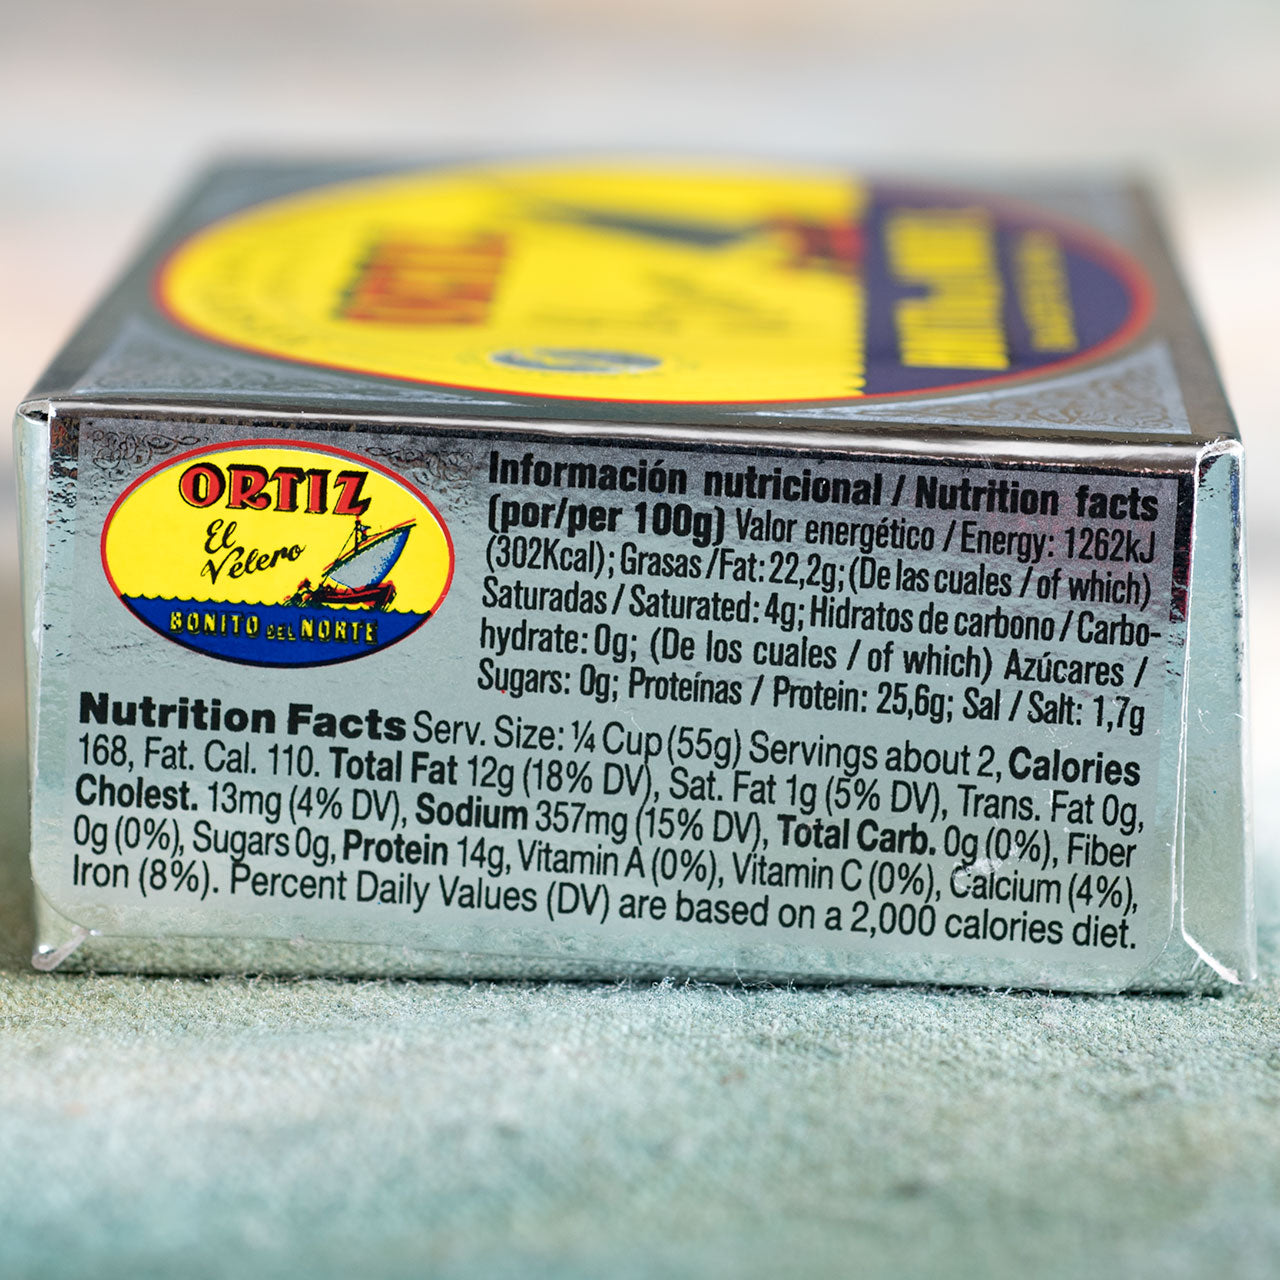 ORTIZ
El
Velero
BONITO DEL NORTE
Información nutricional / Nutrition facts
(por/per 100g) Valor energético / Energy: 1262kJ
(302Kcal); Grasas /Fat: 22,2g; (De las cuales / of which)
Saturadas / Saturated: 4g; Hidratos de carbono / Carbo-
hydrate: 0g; (De los cuales / of which) Azúcares /
Sugars: 0g; Proteínas / Protein: 25,6g; Sal / Salt: 1,7g
Nutrition Facts Serv. Size: ¼ Cup (55g) Servings about 2, Calories
168, Fat. Cal. 110. Total Fat 12g (18% DV), Sat. Fat 1g (5% DV), Trans. Fat 0g,
Cholest. 13mg (4% DV), Sodium 357mg (15% DV), Total Carb. 0g (0%), Fiber
0g (0%), Sugars 0g, Protein 14g, Vitamin A (0%), Vitamin C (0%), Calcium (4%),
Iron (8%). Percent Daily Values (DV) are based on a 2,000 calories diet.